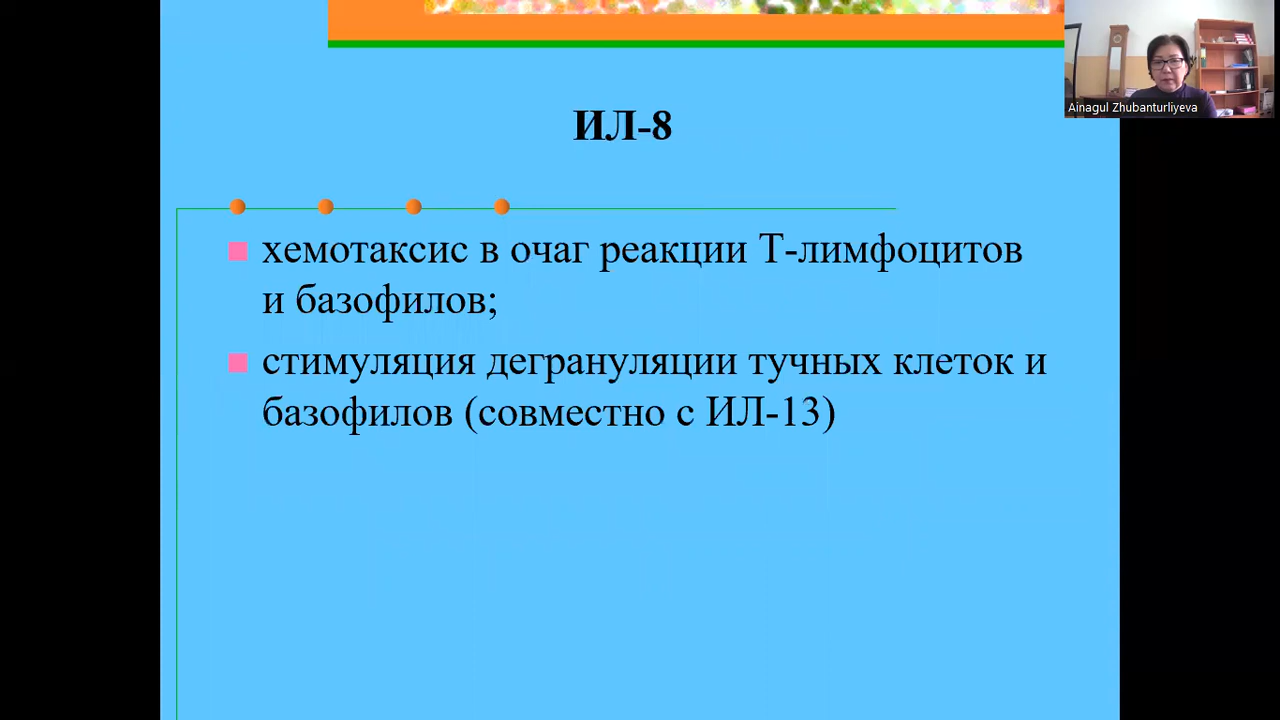 Ainagul Zhubanturliyeva
ИЛ-8
хемотаксис в очаг реакции Т-лимфоцитов
и базофилов;
стимуляция дегрануляции тучных клеток и
базофилов (совместно с ИЛ-13)